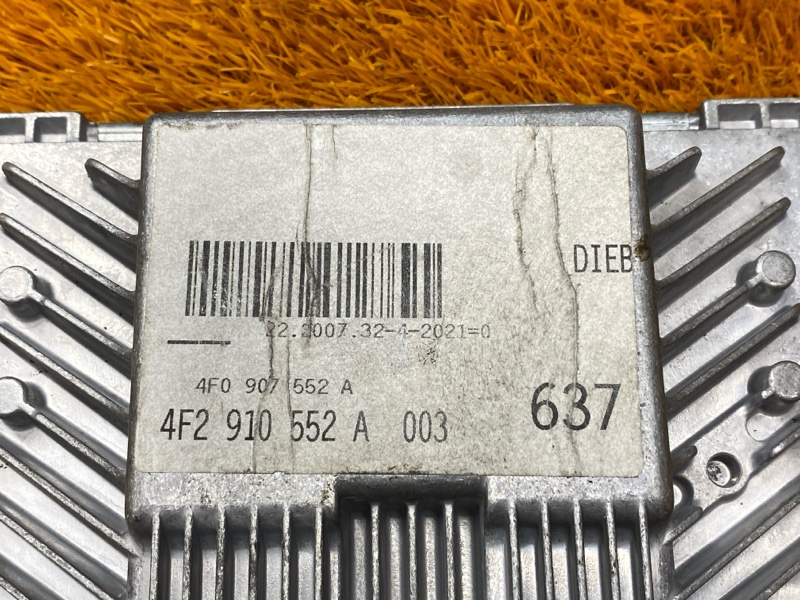 DIEB
22.2007.32-4-2021=0
4F0 907 552 A
4F2 910 552 A 003
637